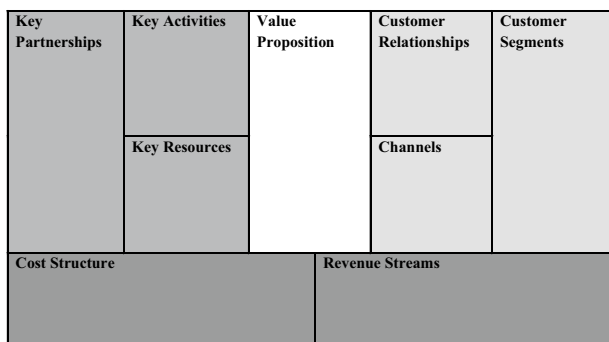 Key
Partnerships
Key Activities
Key Resources
Value
Proposition
Customer
Relationships
Channels
Customer
Segments
Cost Structure
Revenue Streams